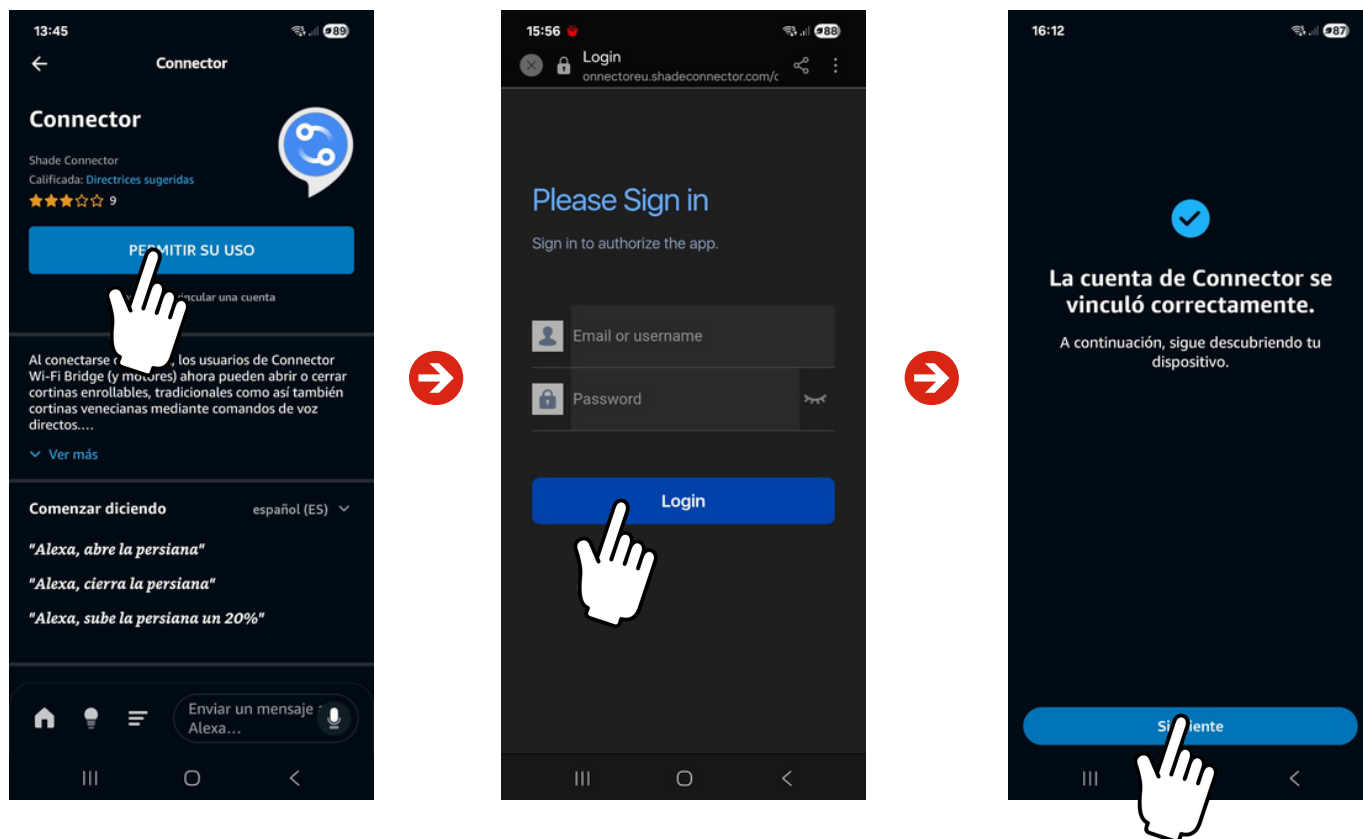 13:45
89
Connector
Connector
Shade Connector
Calificada: Directrices sugeridas
9
PERMITIR SU USO
vincular una cuenta
Al conectarse los usuarios de Connector
Wi-Fi Bridge (y motores) ahora pueden abrir o cerrar
cortinas enrollables, tradicionales como así también
cortinas venecianas mediante comandos de voz
directos....
Ver más
Comenzar diciendo
español (ES)
"Alexa, abre la persiana"
"Alexa, cierra la persiana"
"Alexa, sube la persiana un 20%"
Enviar un mensaje
Alexa...
15:56
88
Login
onnectoreu.shadeconnector.com/c
Please Sign in
Sign in to authorize the app.
Email or username
Password
Login
16:12
87
La cuenta de Connector se
vinculó correctamente.
A continuación, sigue descubriendo tu
dispositivo.
Siguiente